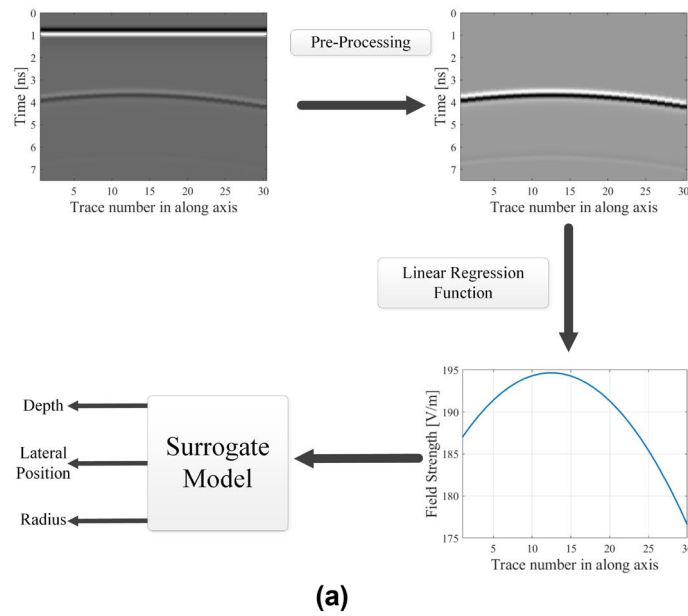 0
1
2
3
4
5
6
7
Time [ns]
5 10 15 20 25 30
Trace number in along axis
Pre-Processing
0
1
2
3
4
5
6
7
Time [ns]
5 10 15 20 25 30
Trace number in along axis
Linear Regression
Function
195
190
185
180
175
Field Strength [V/m]
5 10 15 20 25 30
Trace number in along axis
Surrogate
Model
Depth
Lateral
Position
Radius
(a)